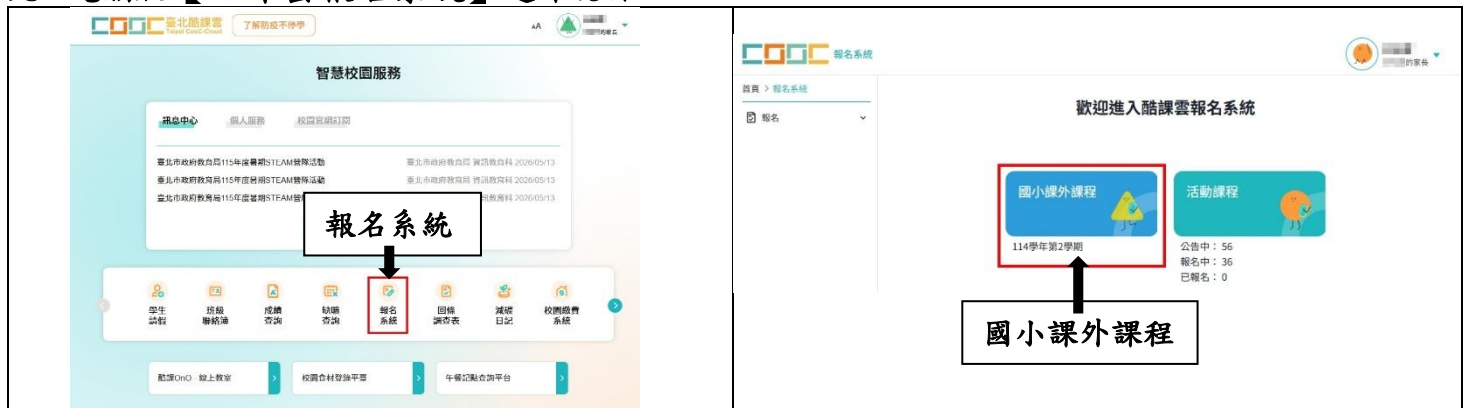 臺北酷課雲
Taipei CooC-Cloud
了解防疫不停學
AA
智慧校園服務
訊息中心 個人服務 校園官網訂閱
臺北市政府教育局115年度暑期STEAM營隊活動 臺北市政府教育局 資訊教育科 2026/05/13
臺北市政府教育局115年度暑期STEAM營隊活動 臺北市政府教育局 資訊教育科 2026/05/13
臺北市政府教育局115年度暑期STEAM營 訊教育科 2026/05/13
報名系統
學生請假
班級聯絡簿
成績查詢
缺曠查詢
報名系統
回條調查表
減碳日記
校園繳費系統
酷課OnO - 線上教室
校園食材登錄平臺
午餐記點查詢平台
COOC 報名系統
的家長
首頁 > 報名系統
報名
歡迎進入酷課雲報名系統
國小課外課程
114學年第2學期
活動課程
公告中：56
報名中：36
已報名：0
國小課外課程